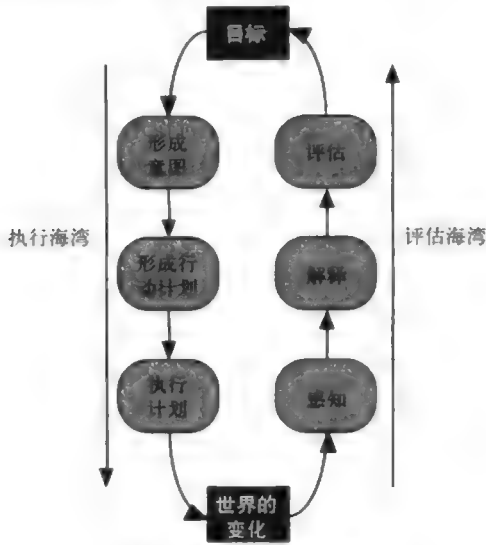 目标
形成
意图
评估
执行海湾
形成行
动计划
解释
评估海湾
执行
计划
感知
世界的
变化